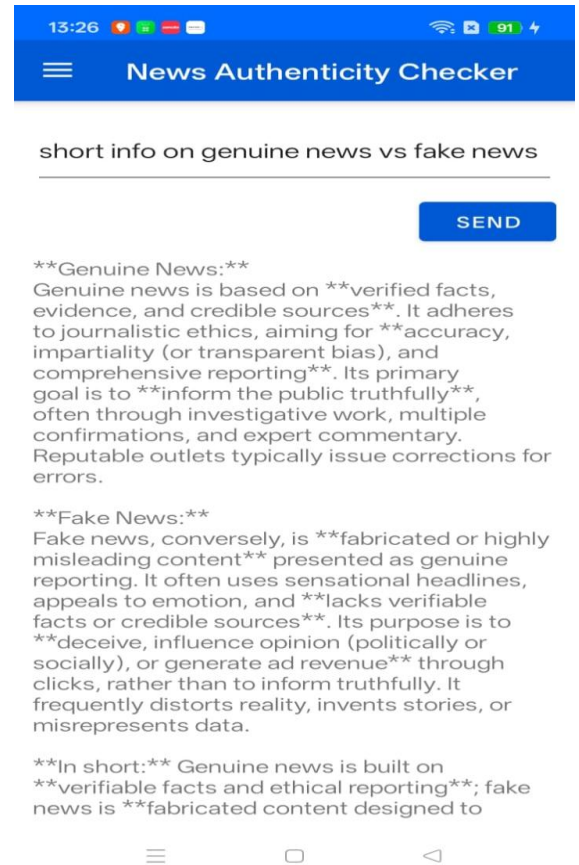 13:26
91
News Authenticity Checker
short info on genuine news vs fake news
SEND
**Genuine News:**
Genuine news is based on **verified facts,
evidence, and credible sources**. It adheres
to journalistic ethics, aiming for **accuracy,
impartiality (or transparent bias), and
comprehensive reporting**. Its primary
goal is to **inform the public truthfully**,
often through investigative work, multiple
confirmations, and expert commentary.
Reputable outlets typically issue corrections for
errors.
**Fake News:**
Fake news, conversely, is **fabricated or highly
misleading content** presented as genuine
reporting. It often uses sensational headlines,
appeals to emotion, and **lacks verifiable
facts or credible sources**. Its purpose is to
**deceive, influence opinion (politically or
socially), or generate ad revenue** through
clicks, rather than to inform truthfully. It
frequently distorts reality, invents stories, or
misrepresents data.
**In short:** Genuine news is built on
**verifiable facts and ethical reporting**; fake
news is **fabricated content designed to